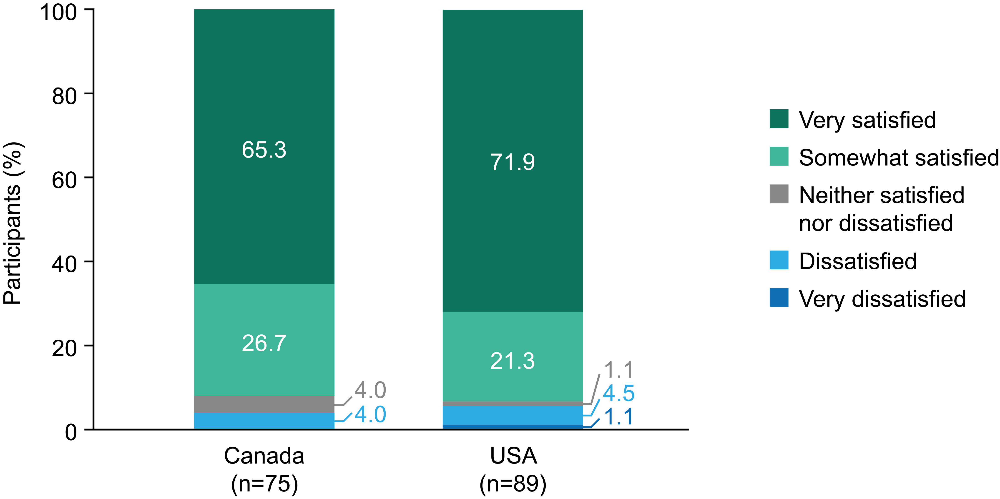 Participants (%)
100
80
60
40
20
0
65.3
26.7
4.0
4.0
71.9
21.3
1.1
4.5
1.1
Canada
(n=75)
USA
(n=89)
Very satisfied
Somewhat satisfied
Neither satisfied
nor dissatisfied
Dissatisfied
Very dissatisfied